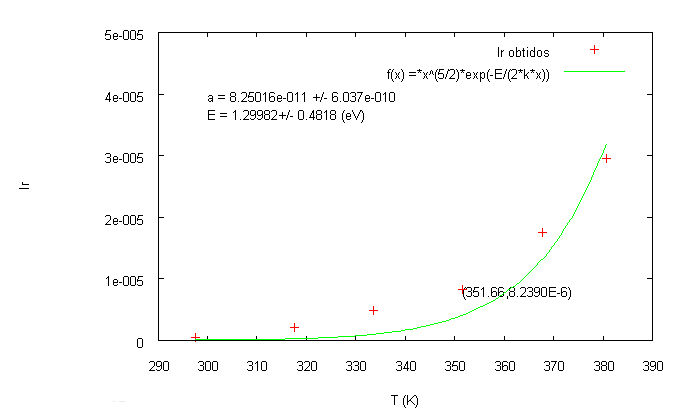 5e-005
Ir obtidos
f(x) =*x^(5/2)*exp(-E/(2*k*x))
4e-005
a = 8.25016e-011 +/- 6.037e-010
E = 1.29982+/- 0.4818 (eV)
3e-005
Ir
2e-005
1e-005
(351.66,8.2390E-6)
0
290 300 310 320 330 340 350 360 370 380 390
T (K)